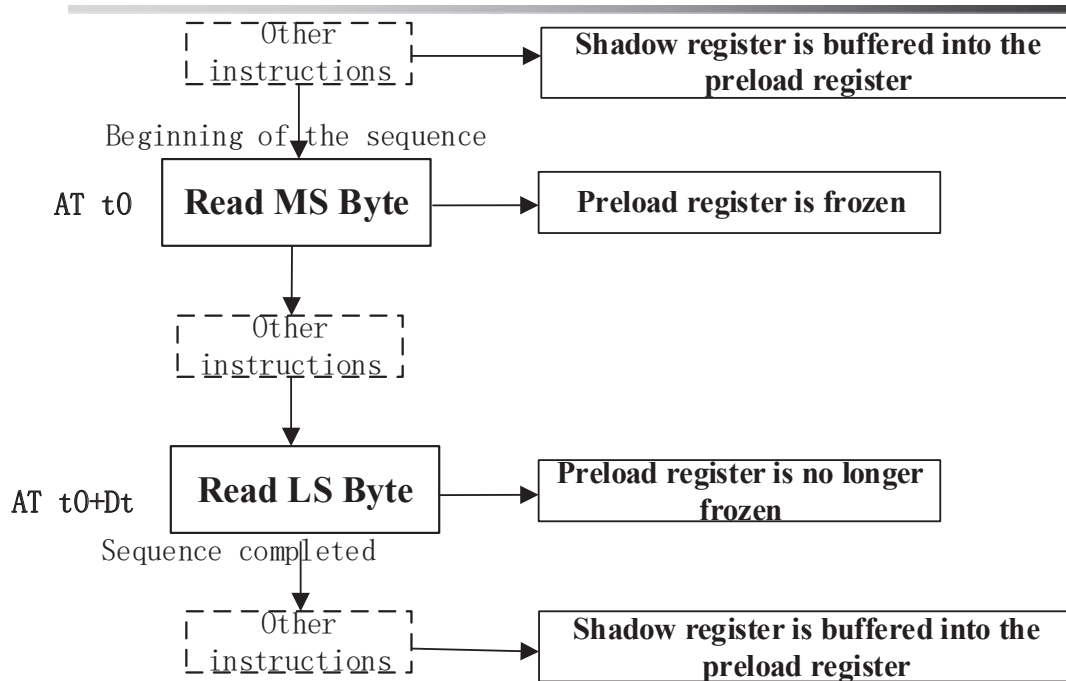 Other
instructions
Shadow register is buffered into the
preload register
Beginning of the sequence
AT t0
Read MS Byte
Preload register is frozen
Other
instructions
AT t0+Dt
Read LS Byte
Preload register is no longer
frozen
Sequence completed
Other
instructions
Shadow register is buffered into the
preload register